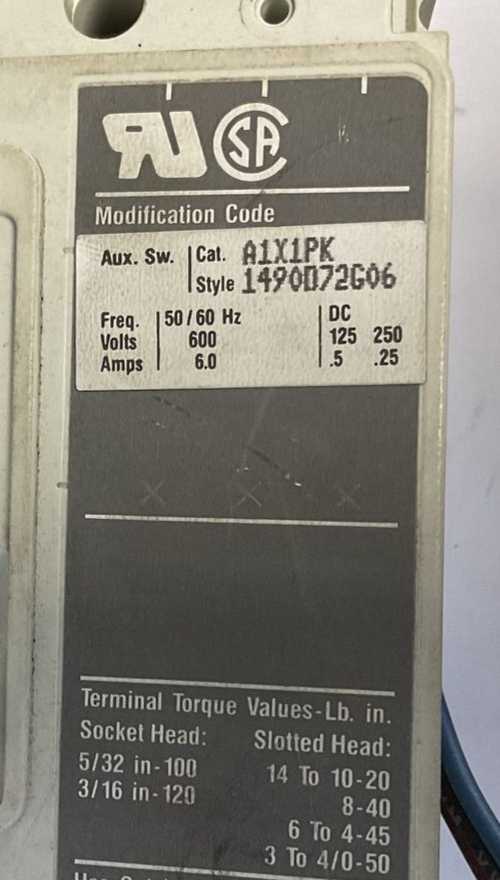 RU CSA
Modification Code
Aux. Sw. Cat. A1X1PK
Style 1490D72G06
Freq. 50/60 Hz DC
Volts 600 125 250
Amps 6.0 .5 .25
Terminal Torque Values-Lb. in.
Socket Head: Slotted Head:
5/32 in-100 14 To 10-20
3/16 in-120 8-40
6 To 4-45
3 To 4/0-50